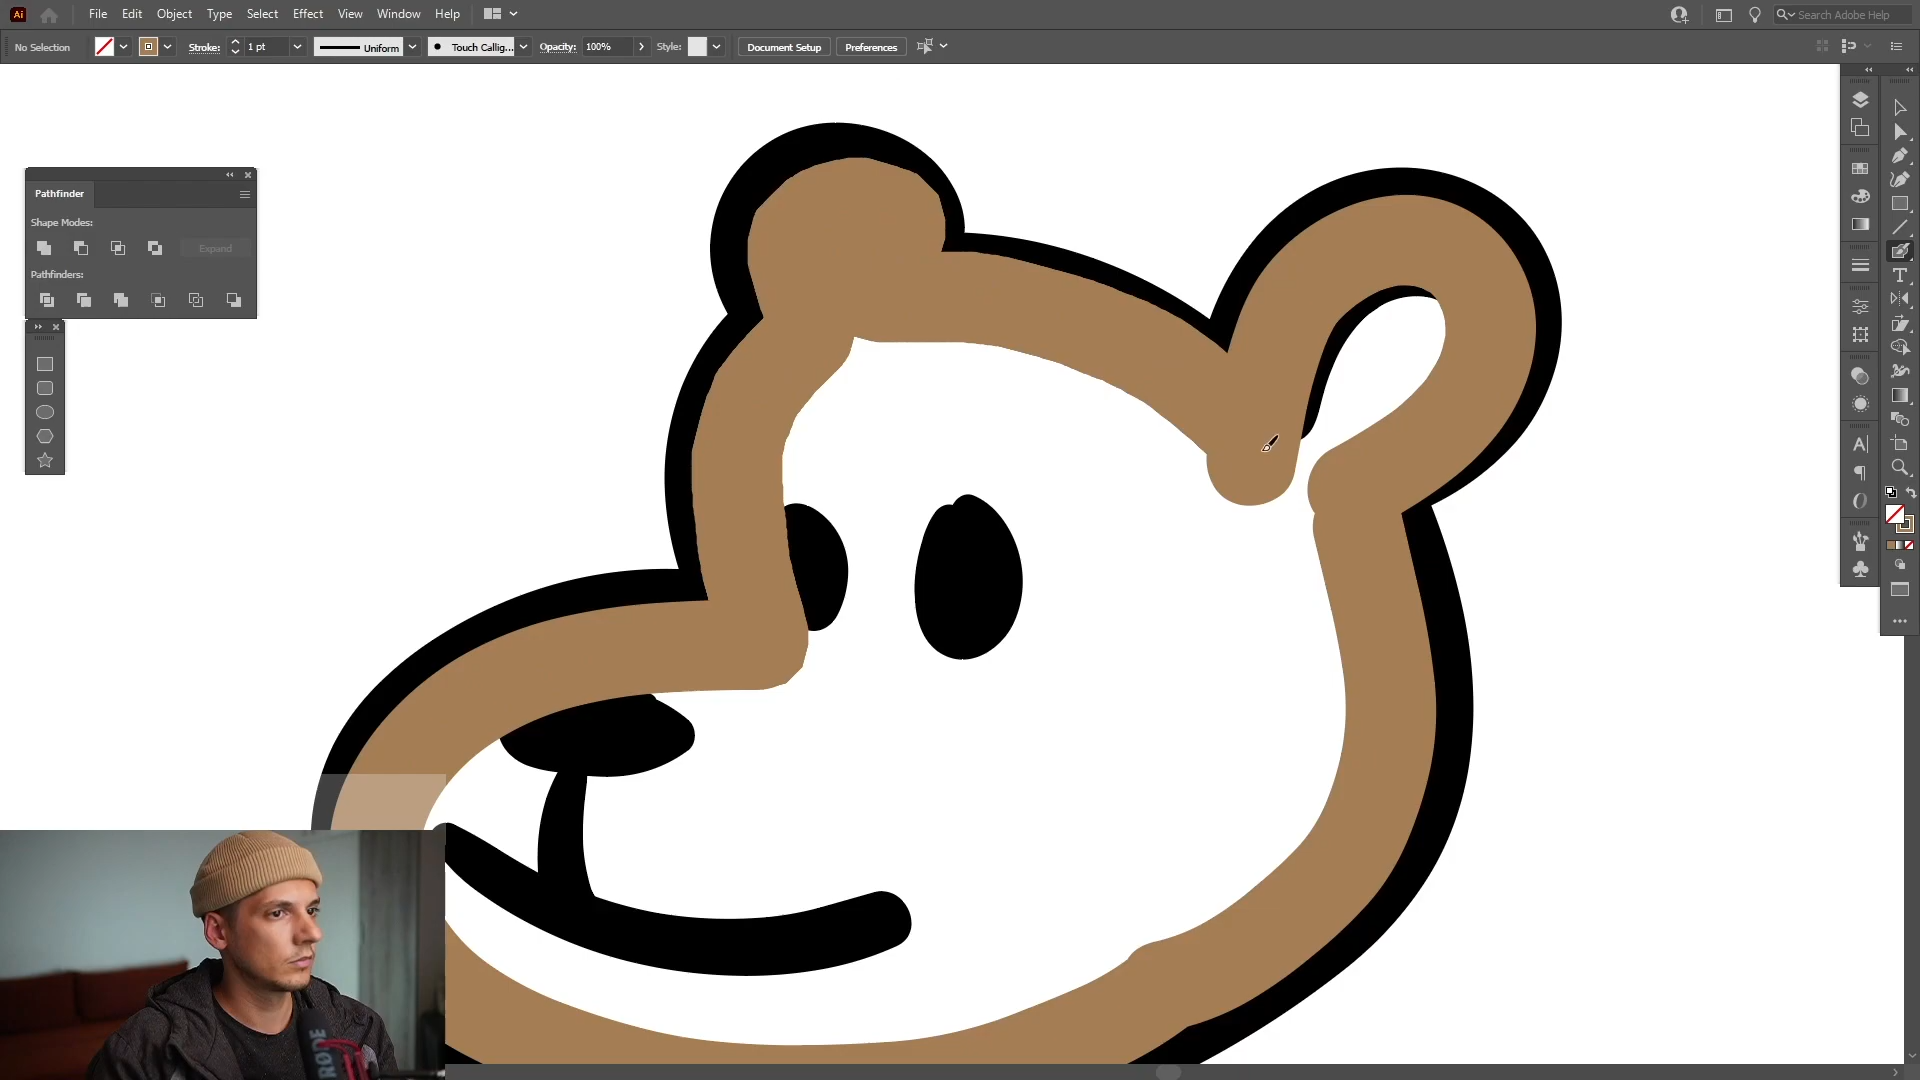 Ai File Edit Object Type Select Effect View Window Help Search Adobe Help
No Selection Stroke: 1 pt Uniform Touch Callig... Opacity: 100% Style: Document Setup Preferences
Pathfinder
Shape Modes:
Expand
Pathfinders:
RØDE